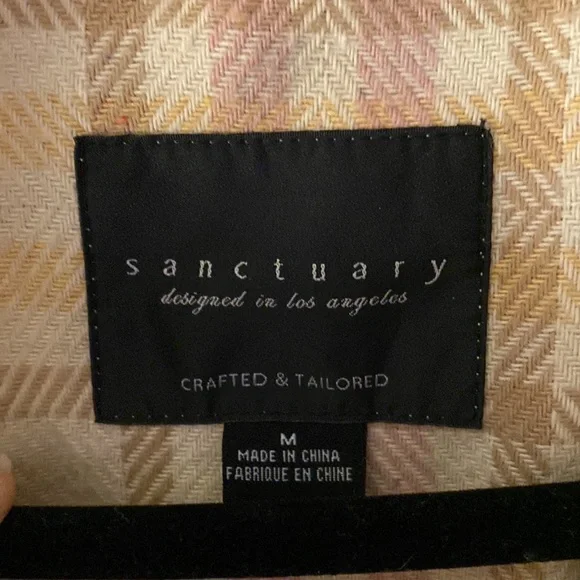 sanctuary
designed in los angeles
CRAFTED & TAILORED
M
MADE IN CHINA
FABRIQUE EN CHINE